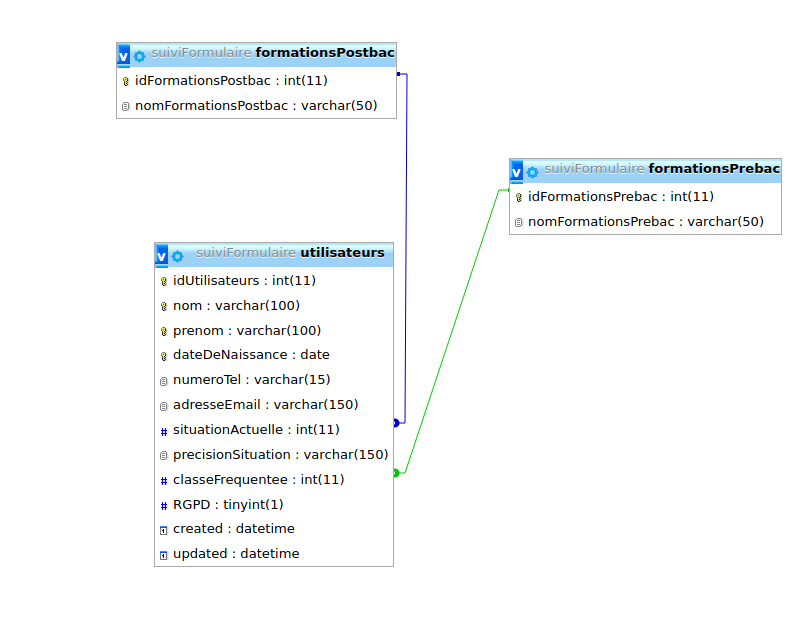 v suiviFormulaire formationsPostbac
idFormationsPostbac : int(11)
nomFormationsPostbac : varchar(50)
v suiviFormulaire formationsPrebac
idFormationsPrebac : int(11)
nomFormationsPrebac : varchar(50)
v suiviFormulaire utilisateurs
idUtilisateurs : int(11)
nom : varchar(100)
prenom : varchar(100)
dateDeNaissance : date
numeroTel : varchar(15)
adresseEmail : varchar(150)
# situationActuelle : int(11)
precisionSituation : varchar(150)
# classeFrequentee : int(11)
# RGPD : tinyint(1)
created : datetime
updated : datetime